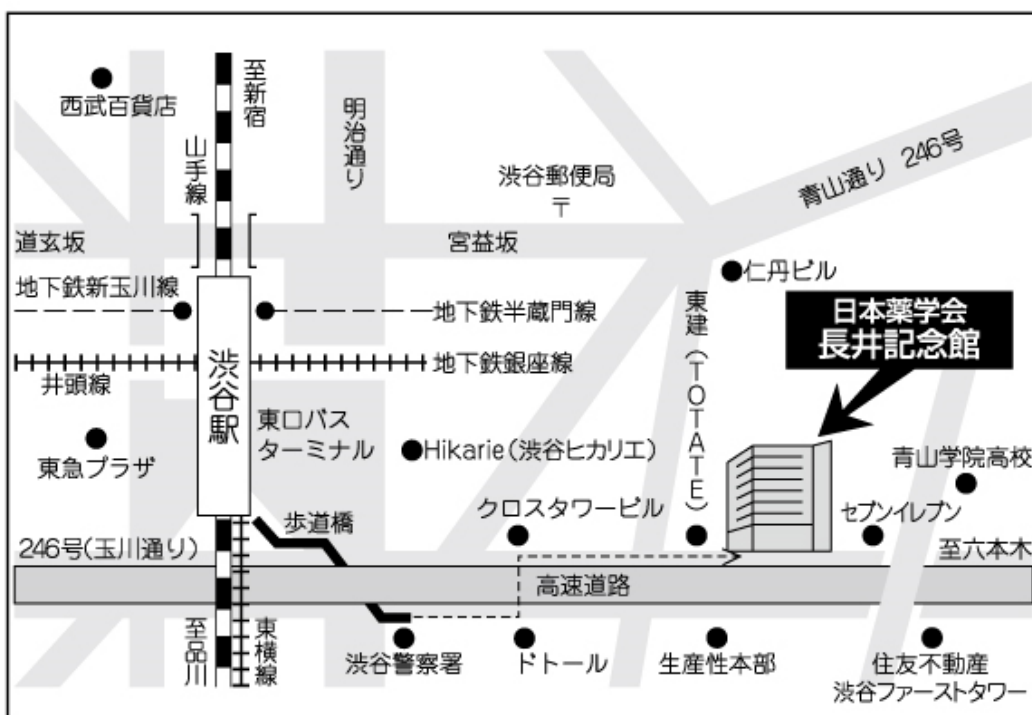 西武百貨店
至新宿
山手線
明治通り
渋谷郵便局
〒
青山通り 246号
道玄坂
宮益坂
仁丹ビル
地下鉄新玉川線
地下鉄半蔵門線
日本薬学会
長井記念館
東建(TOTATE)
渋谷駅
地下鉄銀座線
井頭線
東口バス
ターミナル
東急プラザ
Hikarie(渋谷ヒカリエ)
青山学院高校
クロスタワービル
セブンイレブン
歩道橋
246号(玉川通り)
至六本木
高速道路
至品川
東横線
渋谷警察署
ドトール
生産性本部
住友不動産
渋谷ファーストタワー